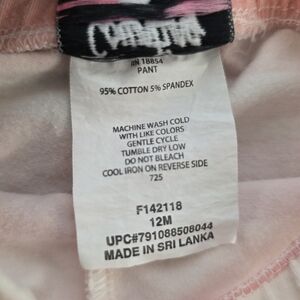 RN 18854
PANT
95% COTTON 5% SPANDEX
MACHINE WASH COLD
WITH LIKE COLORS
GENTLE CYCLE
TUMBLE DRY LOW
DO NOT BLEACH
COOL IRON ON REVERSE SIDE
725
F142118
12M
UPC#791088508044
MADE IN SRI LANKA